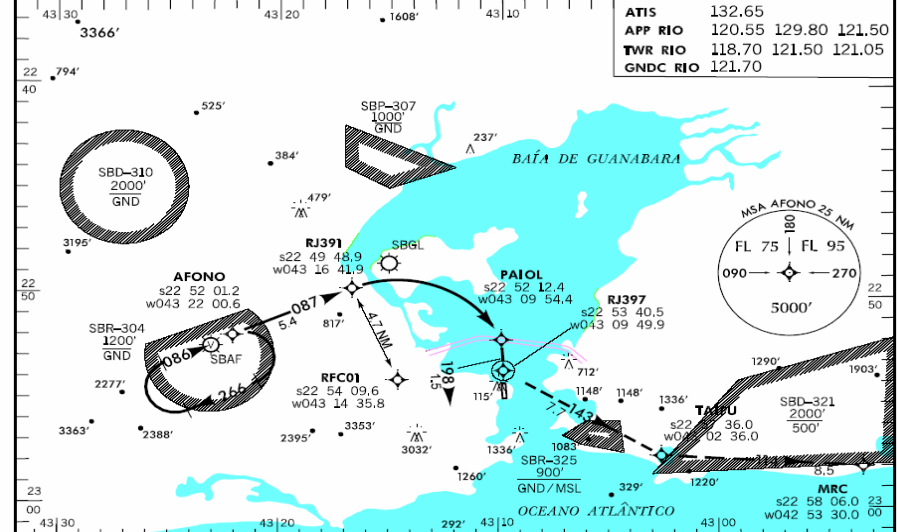 43 30
43 20
43 10
ATIS 132.65
APP RIO 120.55 129.80 121.50
TWR RIO 118.70 121.50 121.05
GNDC RIO 121.70
3366'
1608'
794'
22
40
22
40
525'
SBP-307
1000'
GND
237'
BAÍA DE GUANABARA
384'
SBD-310
2000'
GND
479'
MSA AFONO 25 NM
180
FL 75 FL 95
090
270
5000'
3195'
RJ391
s22 49 48.9
w043 16 41.9
SBGL
AFONO
s22 52 01.2
w043 22 00.6
PAIOL
s22 52 12.4
w043 09 54.4
RJ397
s22 53 40.5
w043 09 49.9
22
50
22
50
087
5.4
817'
4.7 NM
SBR-304
1200'
GND
086
SBAF
266
198
1.5
712'
1290'
1903'
2277'
RFC01
s22 54 09,6
w043 14 35.8
115'
1148'
1148'
1336'
7.7
143
TAIPU
36.0
02 36.0
SBD-321
2000'
500'
3363'
2388'
2395'
3353'
3032'
1336'
1083
SBR-325
900'
GND/MSL
1260'
1220'
8.5
329'
MRC
s22 58 06.0
w042 53 30.0
23
00
23
00
292'
OCEANO ATLÂNTICO
43 30
43 20
43 10
43 00